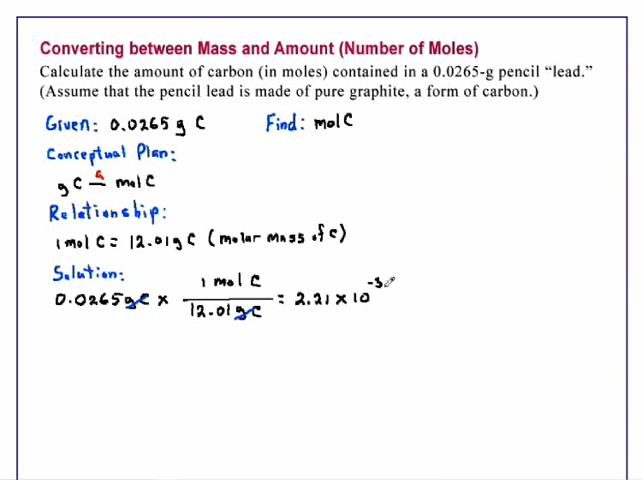 Converting between Mass and Amount (Number of Moles)
Calculate the amount of carbon (in moles) contained in a 0.0265-g pencil “lead.”
(Assume that the pencil lead is made of pure graphite, a form of carbon.)
Given: 0.0265 g C Find: mol C
Conceptual Plan:
g C → mol C
Relationship:
1 mol C = 12.01 g C (molar mass of C)
Solution:
0.0265 g C × 1 mol C / 12.01 g C = 2.21 × 10^-3